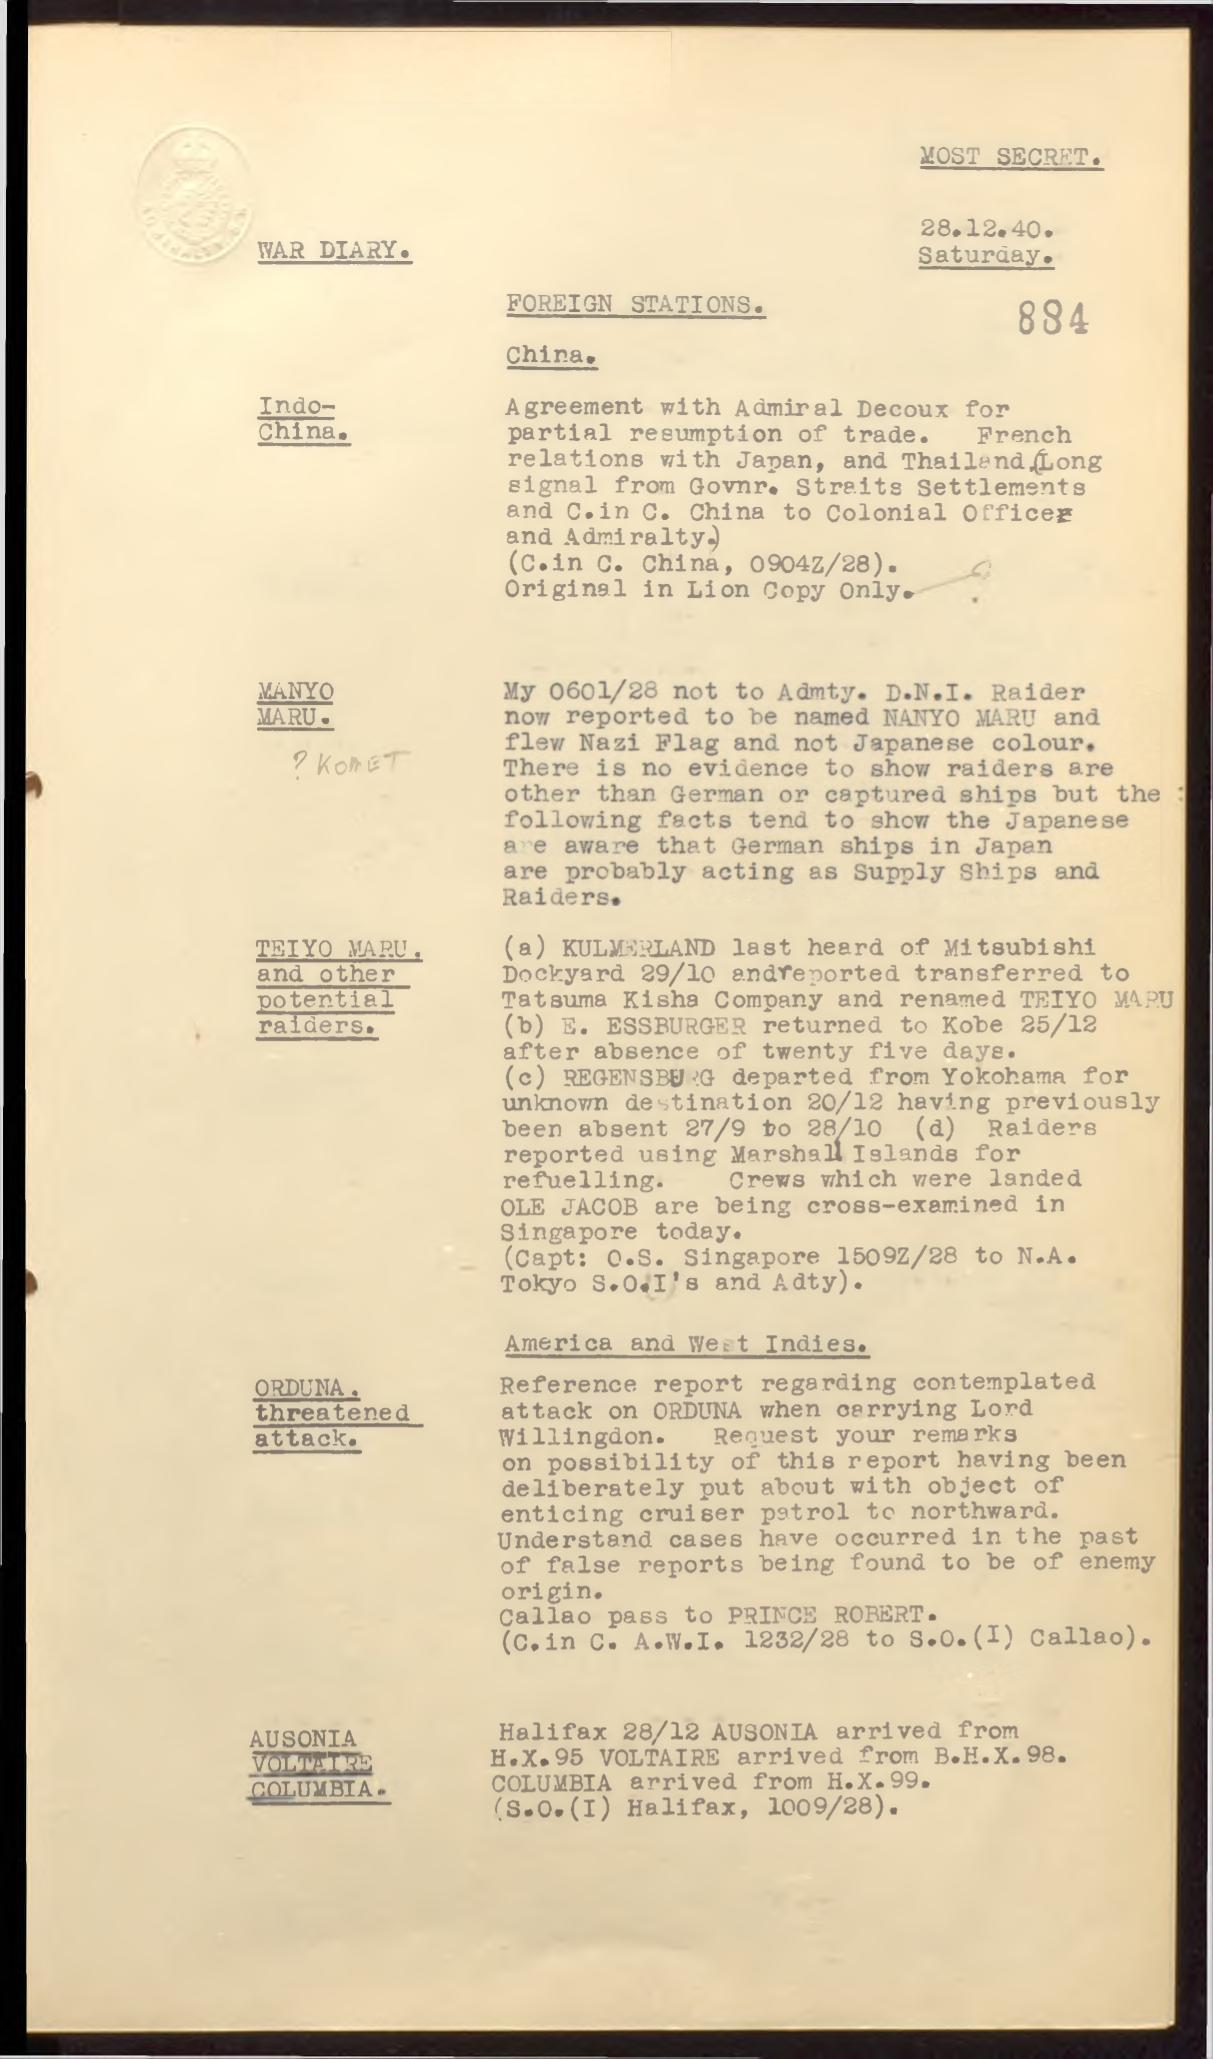 MOST SECRET.
28.12.40.
Saturday.
WAR DIARY.
FOREIGN STATIONS.
884
China.
Indo-
China.
Agreement with Admiral Decoux for
partial resumption of trade. French
relations with Japan, and Thailand.(Long
signal from Govnr. Straits Settlements
and C.in C. China to Colonial Office
and Admiralty.)
(C.in C. China, 0904Z/28).
Original in Lion Copy Only. ?
MANYO
MARU.
? KOMET
My 0601/28 not to Admty. D.N.I. Raider
now reported to be named NANYO MARU and
flew Nazi Flag and not Japanese colour.
There is no evidence to show raiders are
other than German or captured ships but the :
following facts tend to show the Japanese
are aware that German ships in Japan
are probably acting as Supply Ships and
Raiders.
TEIYO MARU.
and other
potential
raiders.
(a) KULMERLAND last heard of Mitsubishi
Dockyard 29/10 andreported transferred to
Tatsuma Kisha Company and renamed TEIYO MARU
(b) E. ESSBURGER returned to Kobe 25/12
after absence of twenty five days.
(c) REGENSBURG departed from Yokohama for
unknown destination 20/12 having previously
been absent 27/9 to 28/10 (d) Raiders
reported using Marshall Islands for
refuelling. Crews which were landed
OLE JACOB are being cross-examined in
Singapore today.
(Capt: O.S. Singapore 1509Z/28 to N.A.
Tokyo S.O.I's and Adty).
America and West Indies.
ORDUNA.
threatened
attack.
Reference report regarding contemplated
attack on ORDUNA when carrying Lord
Willingdon. Request your remarks
on possibility of this report having been
deliberately put about with object of
enticing cruiser patrol to northward.
Understand cases have occurred in the past
of false reports being found to be of enemy
origin.
Callao pass to PRINCE ROBERT.
(C.in C. A.W.I. 1232/28 to S.O.(I) Callao).
AUSONIA
VOLTAIRE
COLUMBIA.
Halifax 28/12 AUSONIA arrived from
H.X.95 VOLTAIRE arrived from B.H.X.98.
COLUMBIA arrived from H.X.99.
(S.O.(I) Halifax, 1009/28).